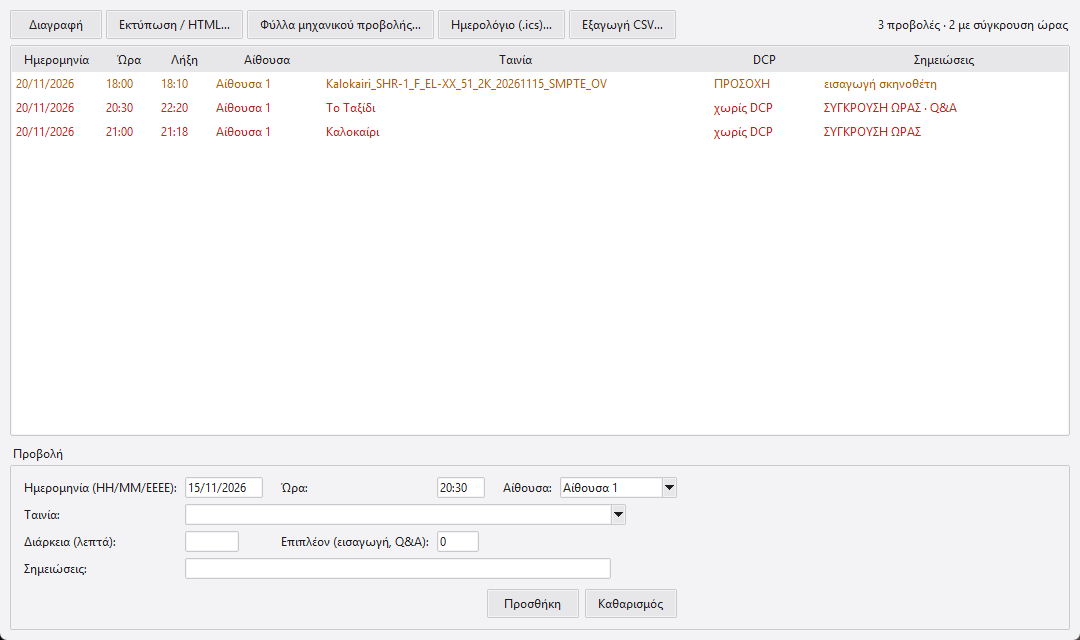 Διαγραφή Εκτύπωση / HTML... Φύλλα μηχανικού προβολής... Ημερολόγιο (.ics)... Εξαγωγή CSV... 3 προβολές · 2 με σύγκρουση ώρας
Ημερομηνία Ώρα Λήξη Αίθουσα Ταινία DCP Σημειώσεις
20/11/2026 18:00 18:10 Αίθουσα 1 Kalokairi_SHR-1_F_EL-XX_51_2K_20261115_SMPTE_OV ΠΡΟΣΟΧΗ εισαγωγή σκηνοθέτη
20/11/2026 20:30 22:20 Αίθουσα 1 Το Ταξίδι χωρίς DCP ΣΥΓΚΡΟΥΣΗ ΩΡΑΣ · Q&A
20/11/2026 21:00 21:18 Αίθουσα 1 Καλοκαίρι χωρίς DCP ΣΥΓΚΡΟΥΣΗ ΩΡΑΣ
Προβολή
Ημερομηνία (ΗΗ/ΜΜ/ΕΕΕΕ): 15/11/2026 Ώρα: 20:30 Αίθουσα: Αίθουσα 1
Ταινία:
Διάρκεια (λεπτά): Επιπλέον (εισαγωγή, Q&A): 0
Σημειώσεις:
Προσθήκη Καθαρισμός